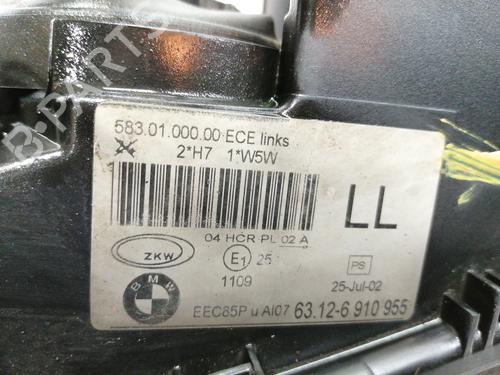 B-PARTS
583.01.000.00 ECE links
2*H7 1*W5W
LL
04 HCR PL 02 A
ZKW
E1 25
PS
1109
25-Jul-02
BMW
EEC85P u AI07 63.12-6 910 955